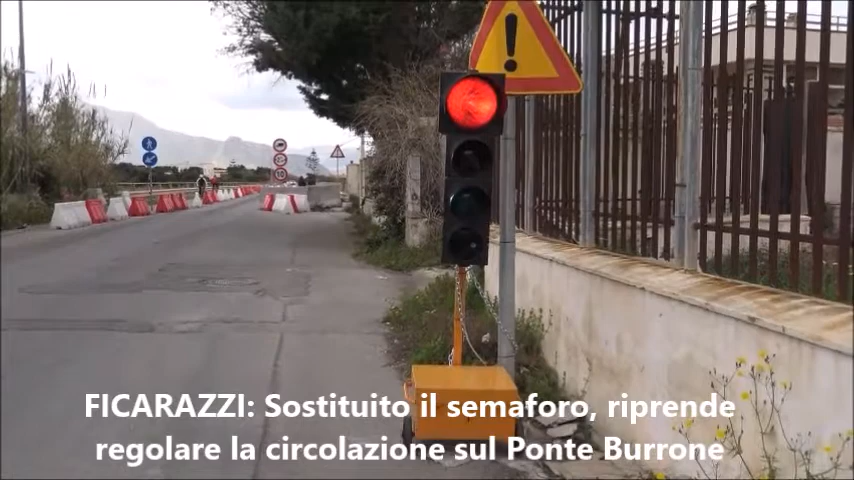 FICARAZZI: Sostituito il semaforo, riprende
regolare la circolazione sul Ponte Burrone